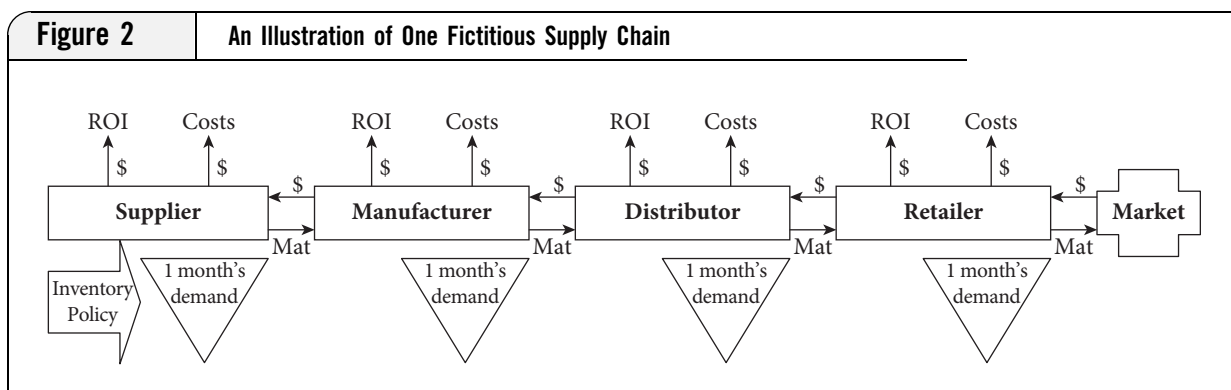 Figure 2
An Illustration of One Fictitious Supply Chain
ROI Costs ROI Costs ROI Costs ROI Costs
$ $ $ $ $ $ $ $
$ $ $ $
Supplier Manufacturer Distributor Retailer Market
Mat Mat Mat Mat
Inventory
Policy
1 month's
demand
1 month's
demand
1 month's
demand
1 month's
demand